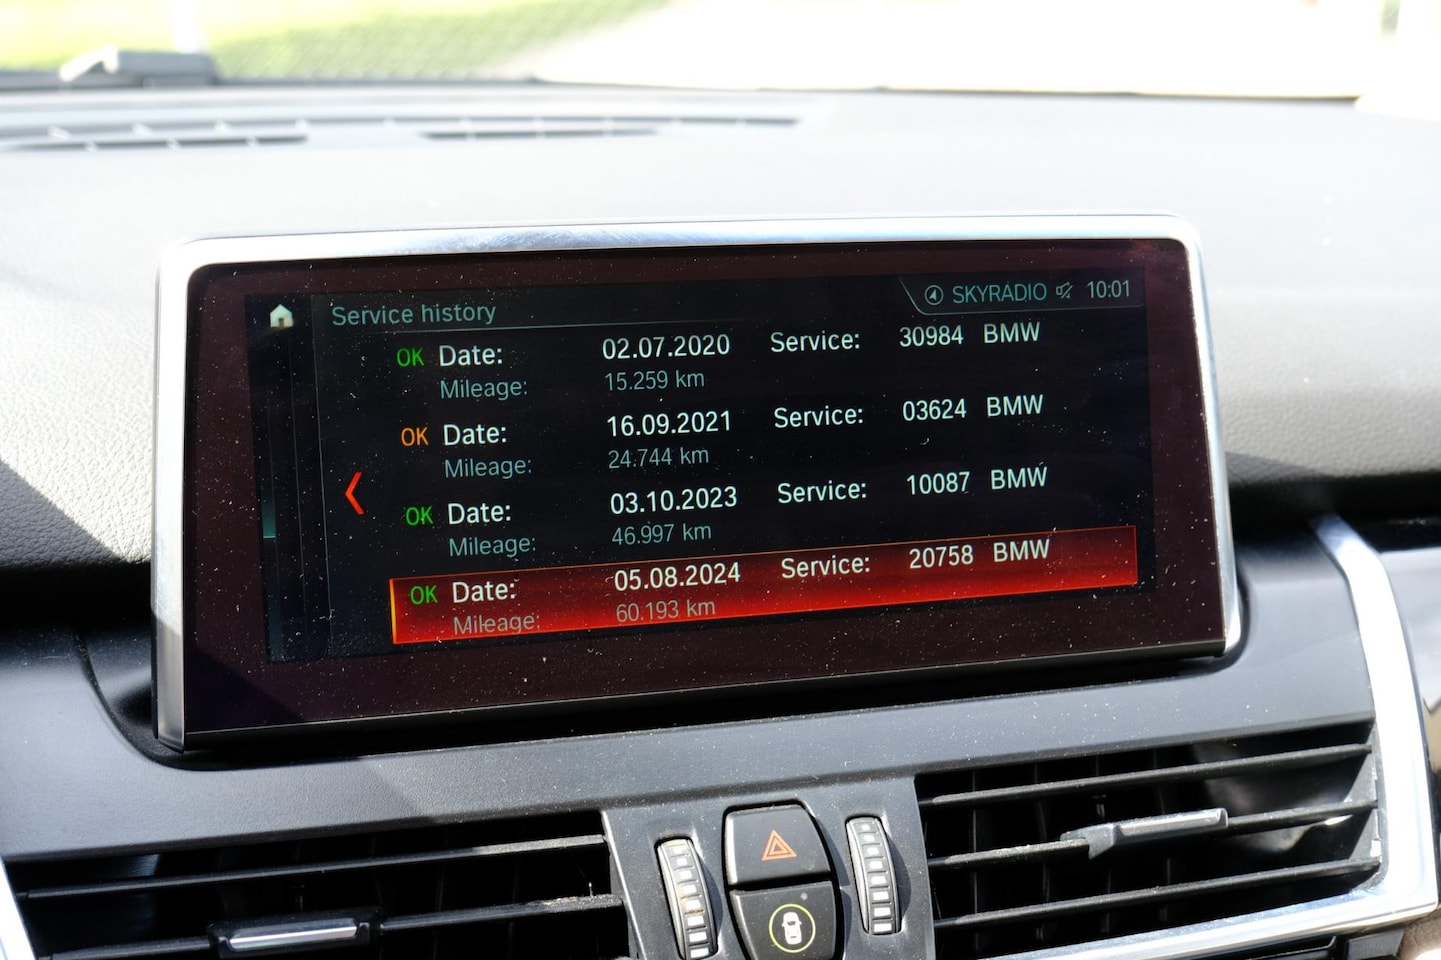 Service history SKYRADIO 10:01
OK Date: 02.07.2020 Service: 30984 BMW
Mileage: 15.259 km
OK Date: 16.09.2021 Service: 03624 BMW
Mileage: 24.744 km
OK Date: 03.10.2023 Service: 10087 BMW
Mileage: 46.997 km
OK Date: 05.08.2024 Service: 20758 BMW
Mileage: 60.193 km